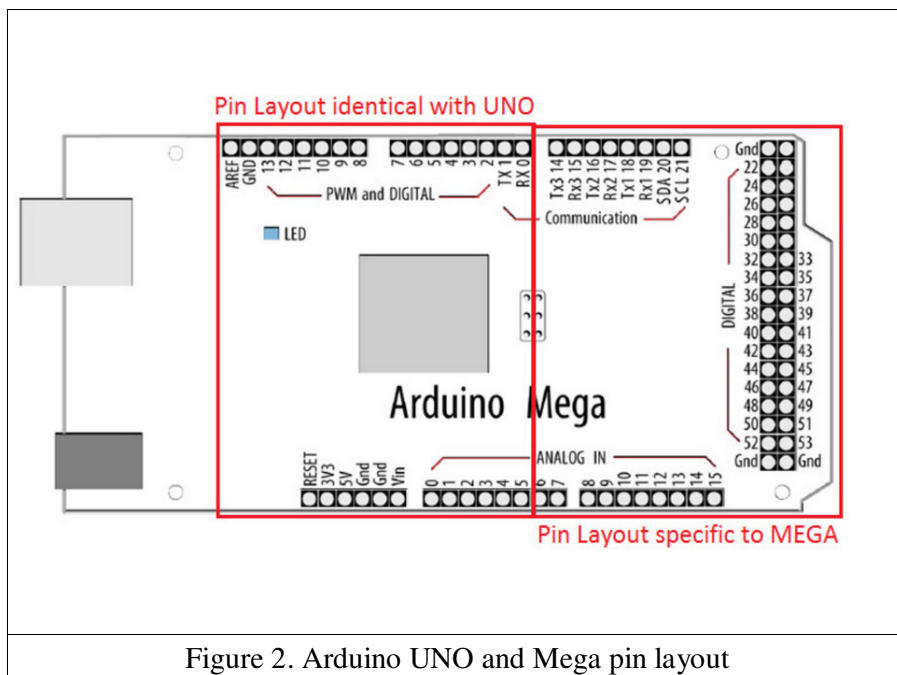 Pin Layout identical with UNO
AREF
GND
13
12
11
10
9
8
7
6
5
4
3
2
TX 1
RX 0
Tx3 14
Rx3 15
Tx2 16
Rx2 17
Tx1 18
Rx1 19
SDA 20
SCL 21
PWM and DIGITAL
Communication
LED
Gnd
22
24
26
28
30
32 33
34 35
36 37
38 39
40 41
42 43
44 45
46 47
48 49
50 51
52 53
Gnd Gnd
DIGITAL
Arduino Mega
ANALOG IN
RESET
3V3
5V
Gnd
Gnd
Vin
0
1
2
3
4
5
6
7
8
9
10
11
12
13
14
15
Pin Layout specific to MEGA
Figure 2. Arduino UNO and Mega pin layout